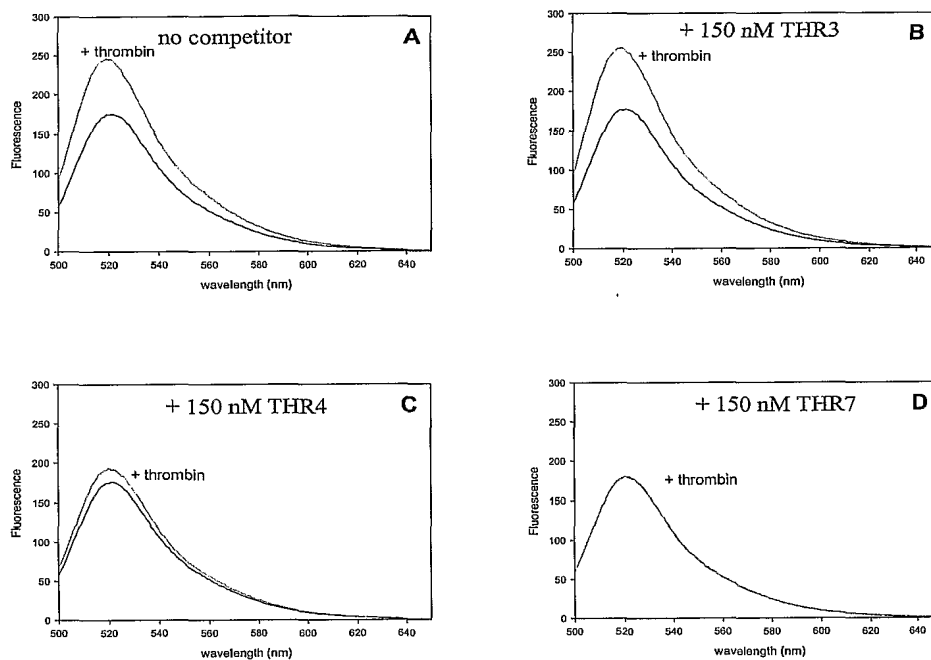 no competitor
A
+ thrombin
300
250
200
150
100
50
0
Fluorescence
500 520 540 560 580 600 620 640
wavelength (nm)
+ 150 nM THR3
B
+ thrombin
300
250
200
150
100
50
0
Fluorescence
500 520 540 560 580 600 620 640
wavelength (nm)
+ 150 nM THR4
C
+ thrombin
300
250
200
150
100
50
0
Fluorescence
500 520 540 560 580 600 620 640
wavelength (nm)
+ 150 nM THR7
D
+ thrombin
300
250
200
150
100
50
0
Fluorescence
500 520 540 560 580 600 620 640
wavelength (nm)